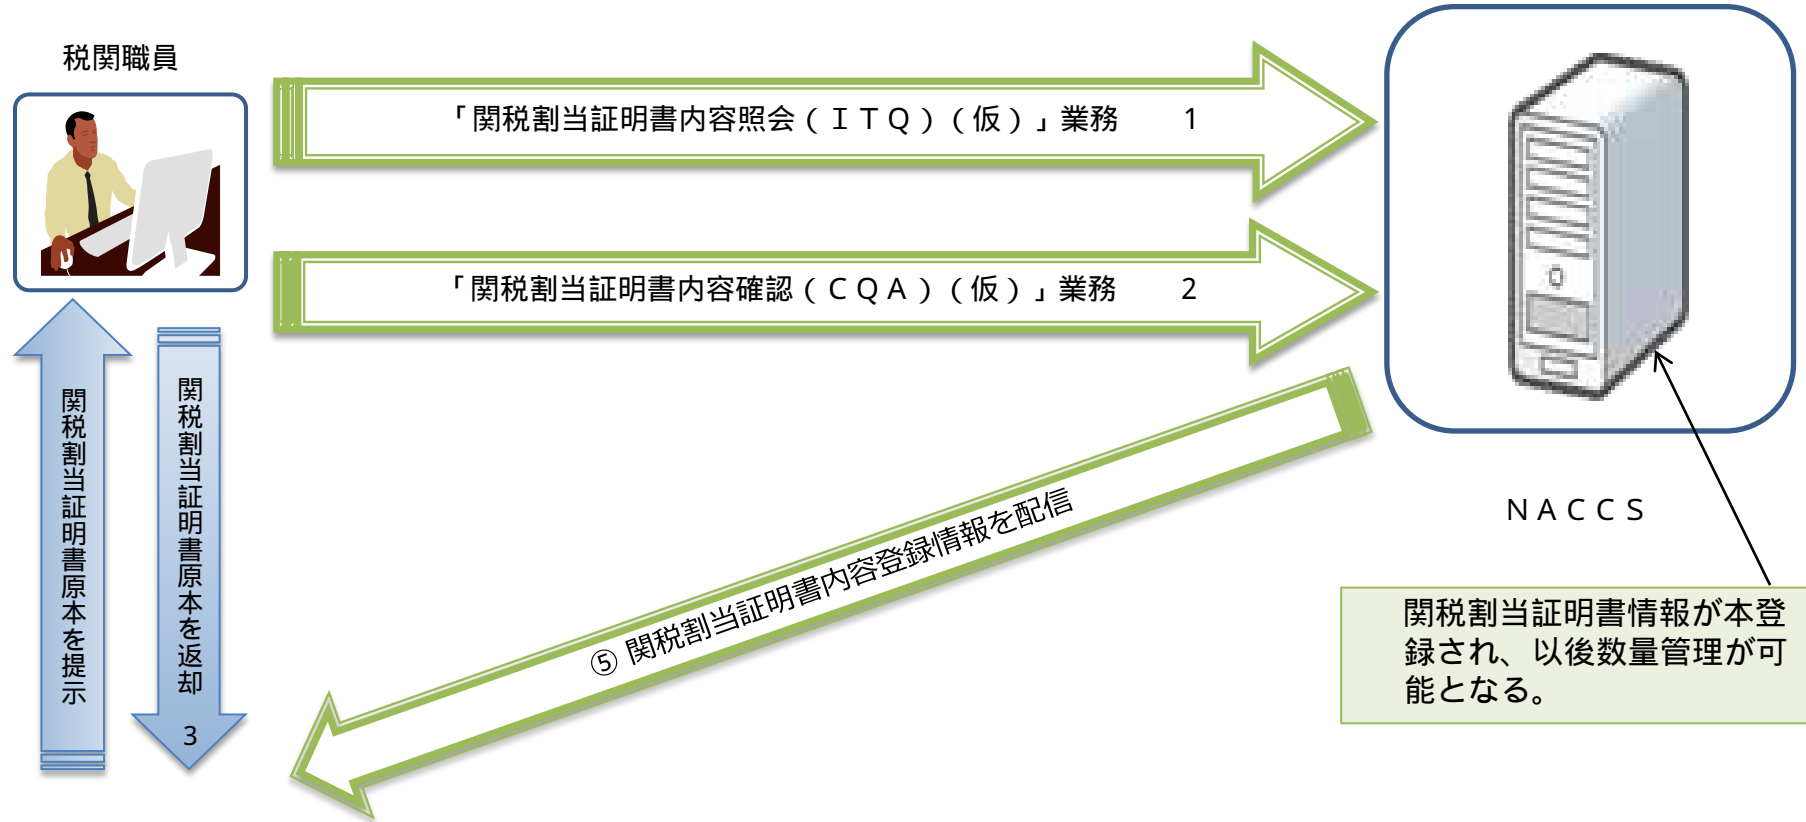 税関職員
「関税割当証明書内容照会（ＩＴＱ）（仮）」業務　　1
「関税割当証明書内容確認（ＣＱＡ）（仮）」業務　　2
関税割当証明書原本を提示
関税割当証明書原本を返却　3
⑤ 関税割当証明書内容登録情報を配信
ＮＡＣＣＳ
関税割当証明書情報が本登
録され、以後数量管理が可
能となる。